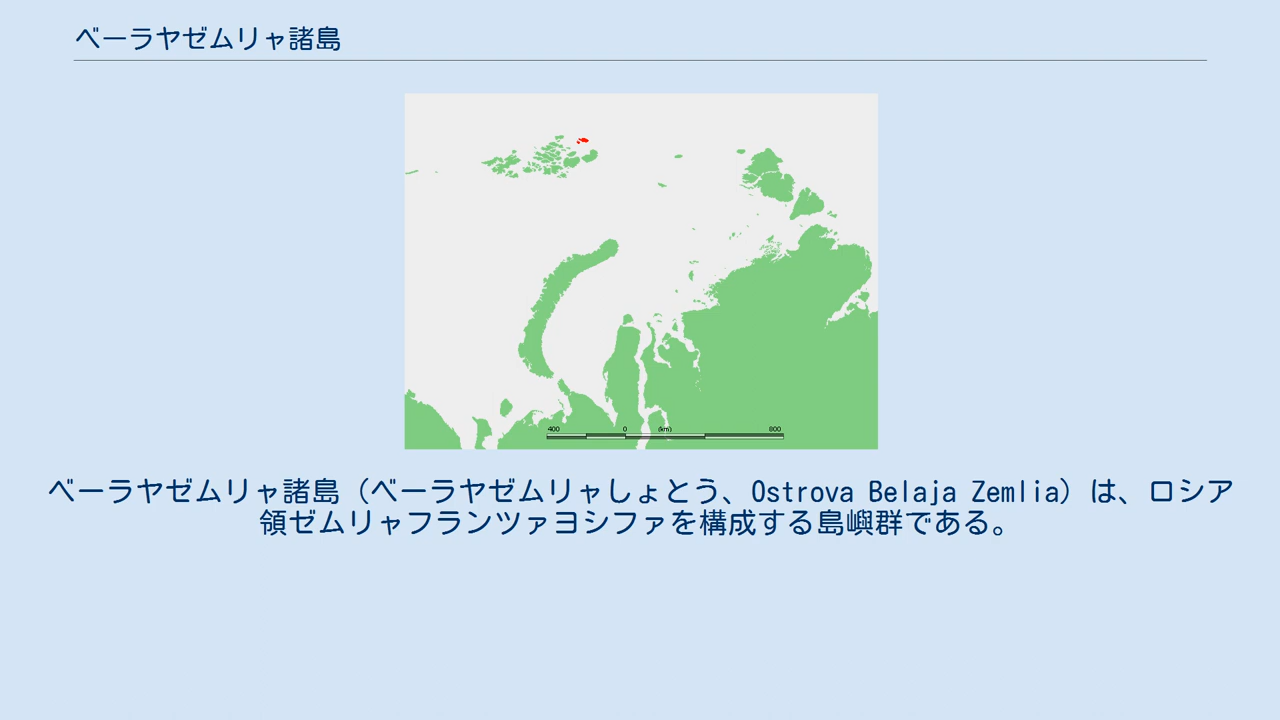 ベーラヤゼムリャ諸島
400 0 (km) 800
ベーラヤゼムリャ諸島（ベーラヤゼムリャしょとう、Ostrova Belaja Zemlia）は、ロシア
領ゼムリャフランツァヨシファを構成する島嶼群である。